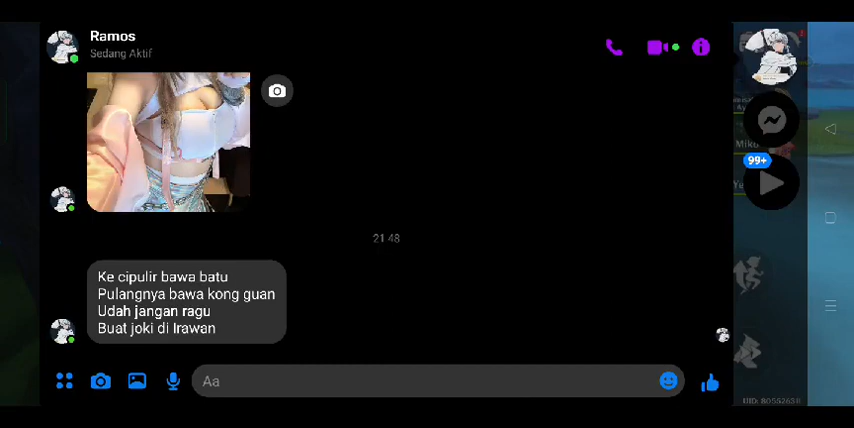 Ramos
Sedang Aktif
21 48
Ke cipulir bawa batu
Pulangnya bawa kong guan
Udah jangan ragu
Buat joki di Irawan
Aa
99+